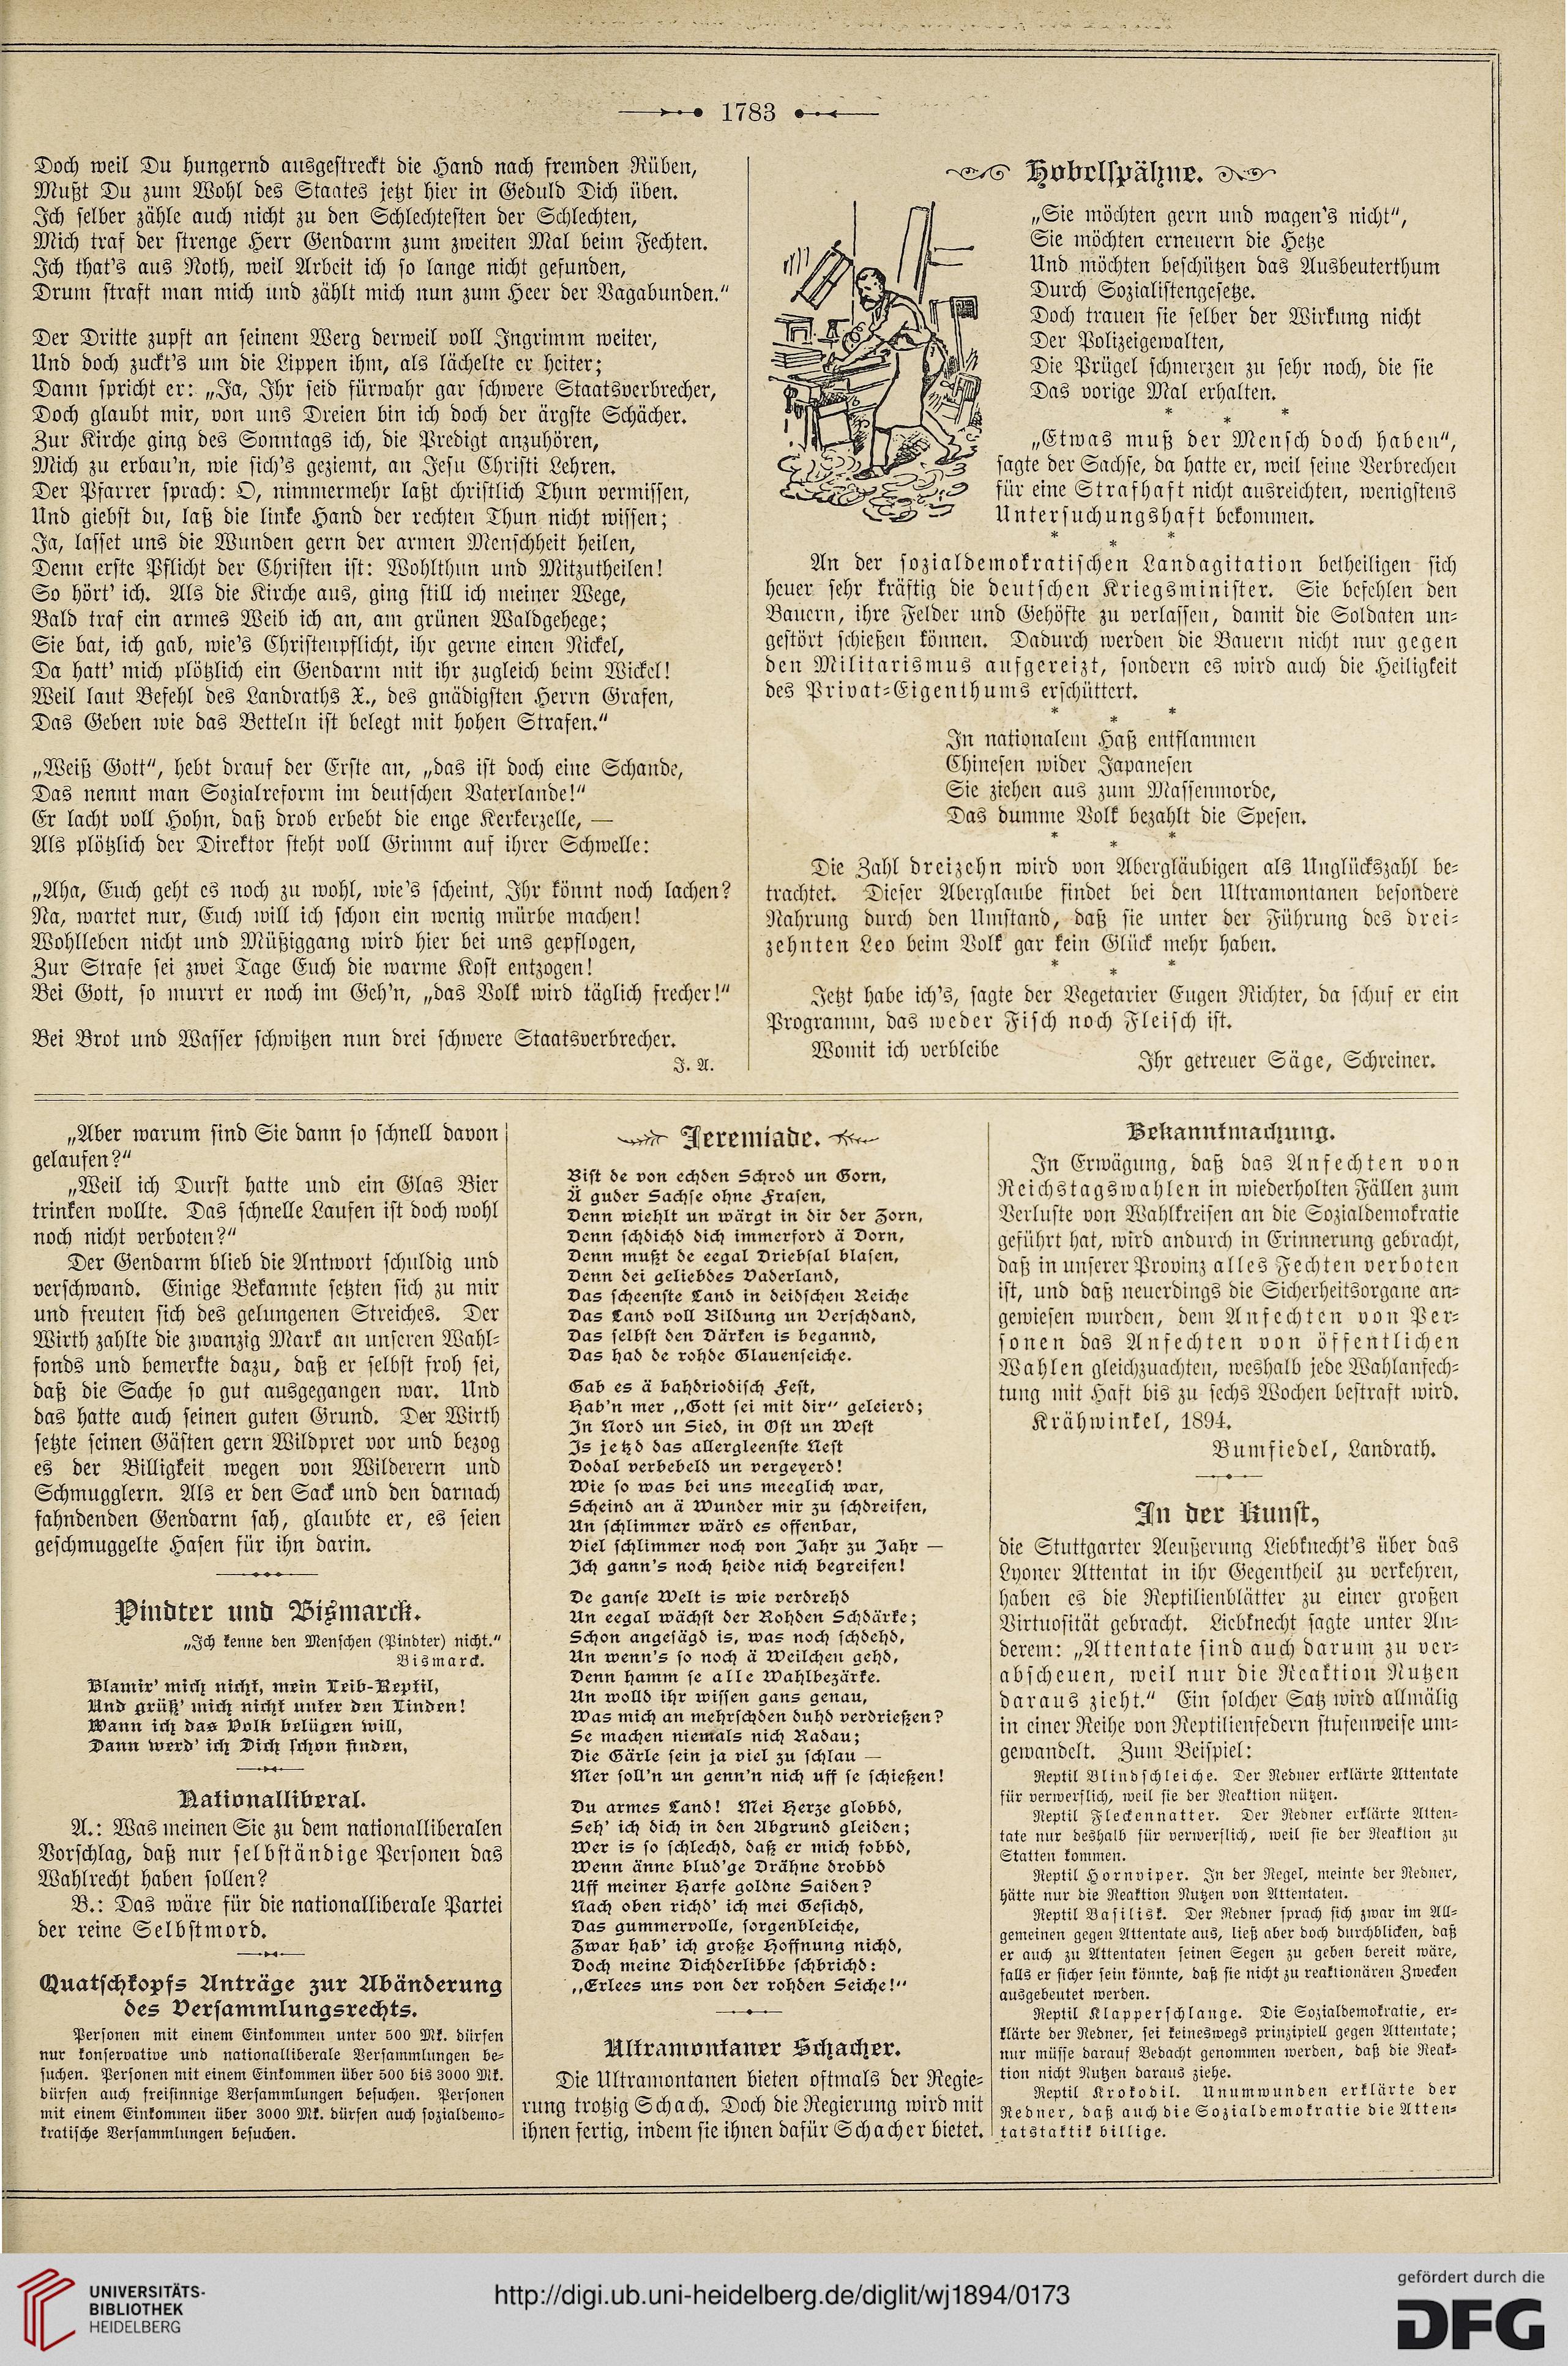 1783
Doch weil Du hungernd ausgestreckt die Hand nach fremden Rüben,
Mußt Du zum Wohl des Staates jetzt hier in Geduld Dich üben.
Ich selber zähle auch nicht zu den Schlechtesten der Schlechten,
Mich traf der strenge Herr Gendarm zum zweiten Mal beim Fechten.
Ich that's aus Noth, weil Arbeit ich so lange nicht gefunden,
Drum straft man mich und zählt mich nun zum Heer der Vagabunden."
Der Dritte zupft an seinem Werg derweil voll Ingrimm weiter,
Und doch zuckt's um die Lippen ihm, als lächelte er heiter;
Dann spricht er: „Ja, Ihr seid fürwahr gar schwere Staatsverbrecher,
Doch glaubt mir, von uns Dreien bin ich doch der ärgste Schächer.
Zur Kirche ging des Sonntags ich, die Predigt anzuhören,
Mich zu erbau'n, wie sich's geziemt, an Jesu Christi Lehren.
Der Pfarrer sprach: O, nimmermehr laßt christlich Thun vermissen,
Und giebst du, laß die linke Hand der rechten Thun nicht wissen;
Ja, lasset uns die Wunden gern der armen Menschheit heilen,
Denn erste Pflicht der Christen ist: Wohlthun und Mitzutheilen!
So hört' ich. Als die Kirche aus, ging still ich meiner Wege,
Bald traf ein armes Weib ich an, am grünen Waldgehege;
Sie bat, ich gab, wie's Christenpflicht, ihr gerne einen Nickel,
Da hatt' mich plötzlich ein Gendarm mit ihr zugleich beim Wickel!
Weil laut Befehl des Landraths X., des gnädigsten Herrn Grafen,
Das Geben wie das Betteln ist belegt mit hohen Strafen."
„Weiß Gott", hebt drauf der Erste an, „das ist doch eine Schande,
Das nennt man Sozialreform im deutschen Vaterlande!"
Er lacht voll Hohn, daß drob erbebt die enge Kerkerzelle, —
Als plötzlich der Direktor steht voll Grimm auf ihrer Schwelle:
„Aha, Euch geht es noch zu wohl, wie's scheint, Ihr könnt noch lachen?
Na, wartet nur, Euch will ich schon ein wenig mürbe machen!
Wohlleben nicht und Müßiggang wird hier bei uns gepflogen,
Zur Strafe sei zwei Tage Euch die warme Kost entzogen!
Bei Gott, so murrt er noch im Geh'n, „das Volk wird täglich frecher!"
Bei Brot und Wasser schwitzen nun drei schwere Staatsverbrecher.
J. A.
Hobelspähne.
„Sie möchten gern und wagen's nicht",
Sie möchten erneuern die Hetze
Und möchten beschützen das Ausbeuterthum
Durch Sozialistengesetze.
Doch trauen sie selber der Wirkung nicht
Der Polizeigewalten,
Die Prügel schmerzen zu sehr noch, die sie
Das vorige Mal erhalten.
* * *
„Etwas muß der Mensch doch haben",
sagte der Sachse, da hatte er, weil seine Verbrechen
für eine Strafhaft nicht ausreichten, wenigstens
Untersuchungshaft bekommen.
* * *
An der sozialdemokratischen Landagitation betheiligen sich
heuer sehr kräftig die deutschen Kriegsminister. Sie befehlen den
Bauern, ihre Felder und Gehöfte zu verlassen, damit die Soldaten un-
gestört schießen können. Dadurch werden die Bauern nicht nur gegen
den Militarismus aufgereizt, sondern es wird auch die Heiligkeit
des Privat-Eigenthums erschüttert.
* * *
In nationalem Haß entflammen
Chinesen wider Japanesen
Sie ziehen aus zum Massenmorde,
Das dumme Volk bezahlt die Spesen.
* * *
Die Zahl dreizehn wird von Abergläubigen als Unglückszahl be-
trachtet. Dieser Aberglaube findet bei den Ultramontanen besondere
Nahrung durch den Umstand, daß sie unter der Führung des drei-
zehnten Leo beim Volk gar kein Glück mehr haben.
* * *
Jetzt habe ich's, sagte der Vegetarier Eugen Richter, da schuf er ein
Programm, das weder Fisch noch Fleisch ist.
Womit ich verbleibe
Ihr getreuer Säge, Schreiner.
„Aber warum sind Sie dann so schnell davon
gelaufen?"
„Weil ich Durst hatte und ein Glas Bier
trinken wollte. Das schnelle Laufen ist doch wohl
noch nicht verboten?"
Der Gendarm blieb die Antwort schuldig und
verschwand. Einige Bekannte setzten sich zu mir
und freuten sich des gelungenen Streiches. Der
Wirth zahlte die zwanzig Mark an unseren Wahl-
fonds und bemerkte dazu, daß er selbst froh sei,
daß die Sache so gut ausgegangen war. Und
das hatte auch seinen guten Grund. Der Wirth
setzte seinen Gästen gern Wildpret vor und bezog
es der Billigkeit wegen von Wilderern und
Schmugglern. Als er den Sack und den darnach
fahndenden Gendarm sah, glaubte er, es seien
geschmuggelte Hasen für ihn darin.
Pindter und Bismarck.
„Ich kenne den Menschen (Pindter) nicht."
Bismarck.
Blamir' mich nicht, mein Leib-Reptil,
Und grüß' mich nicht unter den Linden!
Wann ich das Volk belügen will,
Dann werd' ich Dich schon finden,
Nationalliberal.
A.: Was meinen Sie zu dem nationalliberalen
Vorschlag, daß nur selbständige Personen das
Wahlrecht haben sollen?
B.: Das wäre für die nationalliberale Partei
der reine Selbstmord.
Quatschkopfs Anträge zur Abänderung
des Versammlungsrechts.
Personen mit einem Einkommen unter 500 Mk. dürfen
nur konservative und nationalliberale Versammlungen be-
suchen. Personen mit einem Einkommen über 500 bis 3000 Mk.
dürfen auch freisinnige Versammlungen besuchen. Personen
mit einem Einkommen über 3000 Mk. dürfen auch sozialdemo-
kratische Versammlungen besuchen.
Jeremiade.
Bist de von echden Schrod un Gorn,
Ä guder Sachse ohne Frasen,
Denn wiehlt un wärgt in dir der Zorn,
Denn schdichd dich immerford ä Dorn,
Denn mußt de eegal Driebsal blasen,
Denn dei geliebdes Vaderland,
Das scheenste Land in deidschen Reiche
Das Land voll Bildung un Verschdand,
Das selbst den Därken is begannd,
Das had de rohde Glauenseiche.
Gab es ä bahdriodisch Fest,
Hab'n mer „Gott sei mit dir" geleierd;
In Nord un Sied, in Ost un West
Is jetzd das allergleenste Nest
Dodal verbebeld un vergeyerd!
Wie so was bei uns meeglich war,
Scheind an ä Wunder mir zu schdreifen,
Un schlimmer wärd es offenbar,
Viel schlimmer noch von Jahr zu Jahr —
Ich gann's noch heide nich begreifen!
De ganse Welt is wie verdrehd
Un eegal wächst der Rohden Schdärke;
Schon angesägd is, was noch schdehd,
Un wenn's so noch ä Weilchen gehd,
Denn hamm se alle Wahlbezärke.
Un wolld ihr wissen gans genau,
Was mich an mehrschden duhd verdrießen?
Se machen niemals nich Radau;
Die Gärle sein ja viel zu schlau —
Mer soll'n un genn'n nich uff se schießen!
Du armes Land! Mei Herze globbd,
Seh' ich dich in den Abgrund gleiden;
Wer is so schlechd, daß er mich fobbd,
Wenn änne blud'ge Drähne drobbd
Uff meiner Harfe goldne Saiden?
Nach oben richd' ich mei Gesichd,
Das gummervolle, sorgenbleiche,
Zwar hab' ich große Hoffnung nichd,
Doch meine Dichderlibbe schbrichd:
„Erlees uns von der rohden Seiche!"
Ultramontaner Schacher.
Die Ultramontanen bieten oftmals der Regie-
rung trotzig Schach. Doch die Regierung wird mit
ihnen fertig, indem sie ihnen dafür Schacher bietet.
Bekanntmachung.
In Erwägung, daß das Anfechten von
Reichstagswahlen in wiederholten Fällen zum
Verluste von Wahlkreisen an die Sozialdemokratie
geführt hat, wird andurch in Erinnerung gebracht,
daß in unserer Provinz alles Fechten verboten
ist, und daß neuerdings die Sicherheitsorgane an-
gewiesen wurden, dem Anfechten von Per-
sonen das Anfechten von öffentlichen
Wahlen gleichzuachten, weshalb jede Wahlanfech-
tung mit Haft bis zu sechs Wochen bestraft wird.
Krähwinkel, 1894.
Bumfiedel, Landrath.
In der Kunst,
die Stuttgarter Aeußerung Liebknecht's über das
Lyoner Attentat in ihr Gegentheil zu verkehren,
haben es die Reptilienblätter zu einer großen
Virtuosität gebracht. Liebknecht sagte unter An-
derem: „Attentate sind auch darum zu ver-
abscheuen, weil nur die Reaktion Nutzen
daraus zieht." Ein solcher Satz wird allmälig
in einer Reihe von Reptilienfedern stufenweise um-
gewandelt. Zum Beispiel:
Reptil Blindschleiche. Der Redner erklärte Attentate
für verwerflich, weil sie der Reaktion nützen.
Reptil Fleckennatter. Der Redner erklärte Atten-
tate nur deshalb für verwerflich, weil sie der Reaktion zu
Statten kommen.
Reptil Hornviper. In der Regel, meinte der Redner,
hätte nur die Reaktion Nutzen von Attentaten.
Reptil Basilisk. Der Redner sprach sich zwar im All-
gemeinen gegen Attentate aus, ließ aber doch durchblicken, daß
er auch zu Attentaten seinen Segen zu geben bereit wäre,
falls er sicher sein könnte, daß sie nicht zu reaktionären Zwecken
ausgebeutet werden.
Reptil Klapperschlange. Die Sozialdemokratie, er-
klärte der Redner, sei keineswegs prinzipiell gegen Attentate;
nur müsse darauf Bedacht genommen werden, daß die Reak-
tion nicht Nutzen daraus ziehe.
Reptil Krokodil. Unumwunden erklärte der
Redner, daß auch die Sozialdemokratie die Atten-
tatstaktik billige.
UNIVERSITÄTS-
BIBLIOTHEK
HEIDELBERG
http://digi.ub.uni-heidelberg.de/diglit/wj1894/0173
gefördert durch die
DFG